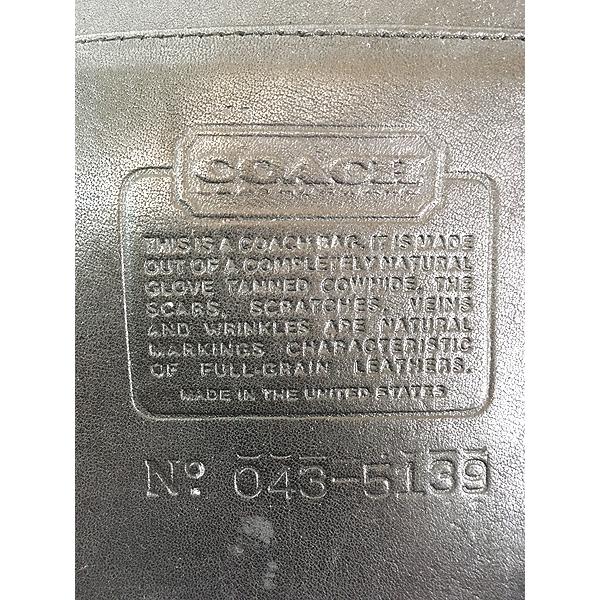 COACH
THIS IS A COACH BAG. IT IS MADE
OUT OF A COMPLETELY NATURAL
GLOVE TANNED COWHIDE, THE
SCARS, SCRATCHES, VEINS
AND WRINKLES ARE NATURAL
MARKINGS CHARACTERISTIC
OF FULL-GRAIN LEATHERS.
MADE IN THE UNITED STATES
Nº 043-5139